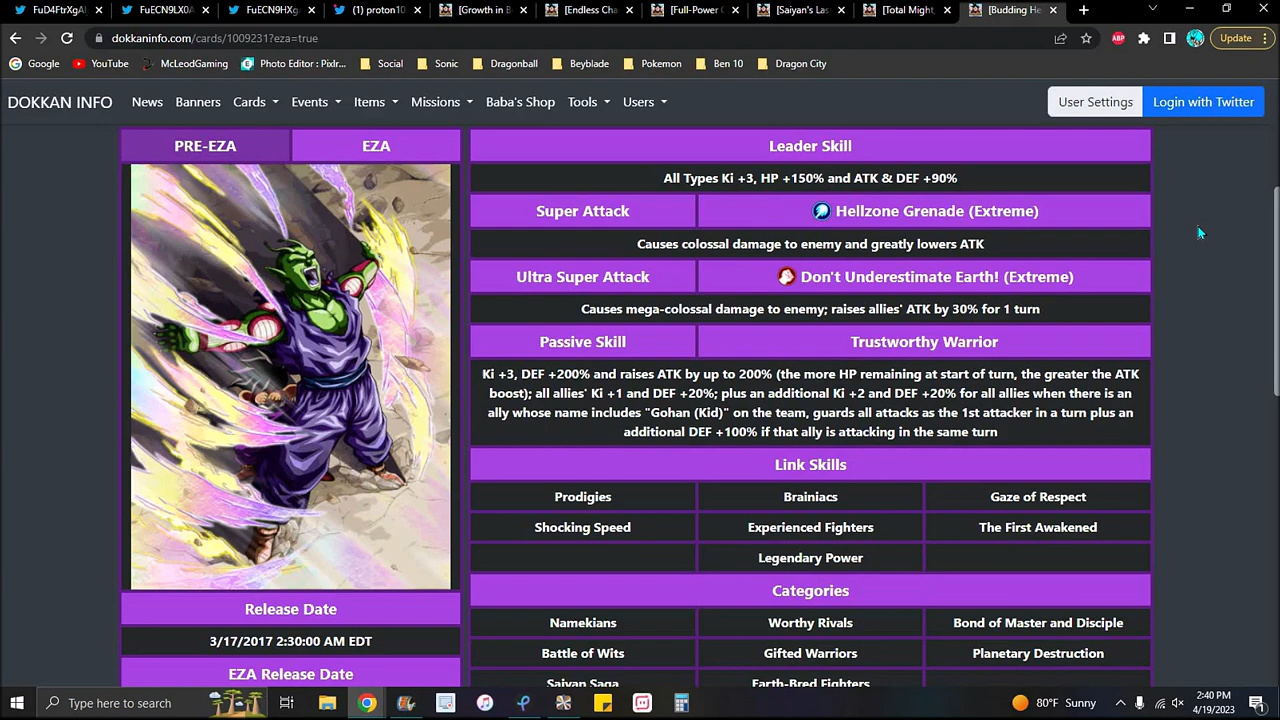 FuD4FtrXgAI
FuECN9LX0A
FuECN9HXg
(1) proton10
[Growth in B
[Endless Cha
[Full-Power C
[Saiyan's Las
[Total Might,
[Budding He
dokkaninfo.com/cards/1009231?eza=true
ABP
Update
Google
YouTube
McLeodGaming
Photo Editor : Pixlr...
Social
Sonic
Dragonball
Beyblade
Pokemon
Ben 10
Dragon City
DOKKAN INFO News Banners Cards Events Items Missions Baba's Shop Tools Users
User Settings
Login with Twitter
PRE-EZA
EZA
Leader Skill
All Types Ki +3, HP +150% and ATK & DEF +90%
Super Attack
Hellzone Grenade (Extreme)
Causes colossal damage to enemy and greatly lowers ATK
Ultra Super Attack
Don't Underestimate Earth! (Extreme)
Causes mega-colossal damage to enemy; raises allies' ATK by 30% for 1 turn
Passive Skill
Trustworthy Warrior
Ki +3, DEF +200% and raises ATK by up to 200% (the more HP remaining at start of turn, the greater the ATK
boost); all allies' Ki +1 and DEF +20%; plus an additional Ki +2 and DEF +20% for all allies when there is an
ally whose name includes "Gohan (Kid)" on the team, guards all attacks as the 1st attacker in a turn plus an
additional DEF +100% if that ally is attacking in the same turn
Link Skills
Prodigies
Brainiacs
Gaze of Respect
Shocking Speed
Experienced Fighters
The First Awakened
Legendary Power
Categories
Namekians
Worthy Rivals
Bond of Master and Disciple
Battle of Wits
Gifted Warriors
Planetary Destruction
Saiyan Saga
Earth-Bred Fighters
Release Date
3/17/2017 2:30:00 AM EDT
EZA Release Date
Type here to search
80°F Sunny
2:40 PM
4/19/2023